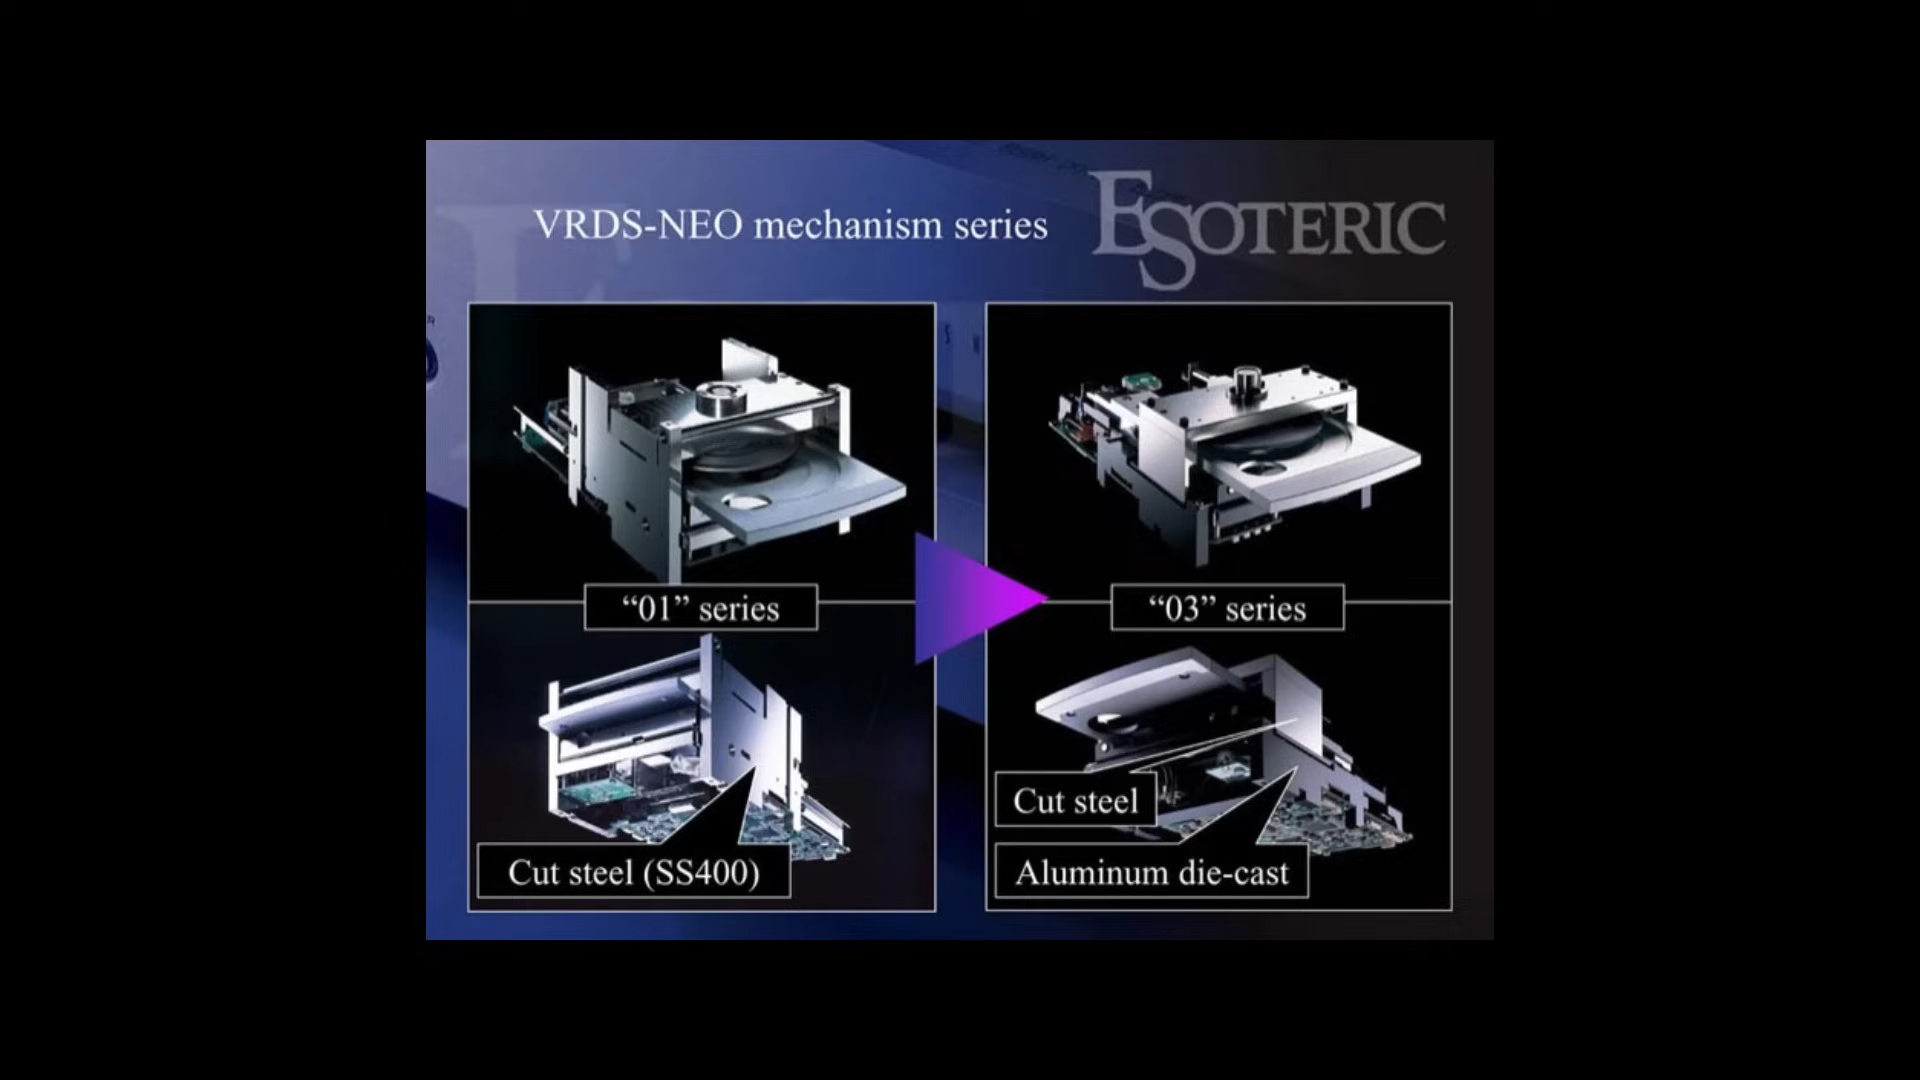 VRDS-NEO mechanism series
ESOTERIC
“01” series
“03” series
Cut steel (SS400)
Cut steel
Aluminum die-cast